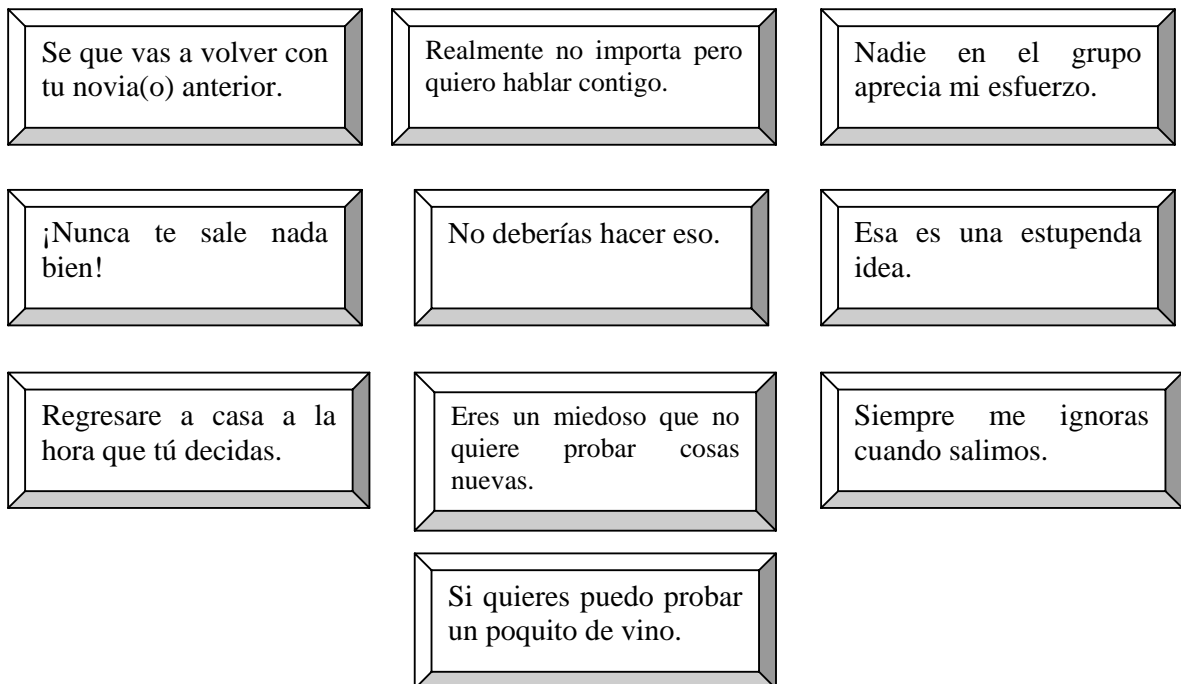 Se que vas a volver con
tu novia(o) anterior.
Realmente no importa pero
quiero hablar contigo.
Nadie en el grupo
aprecia mi esfuerzo.
¡Nunca te sale nada
bien!
No deberías hacer eso.
Esa es una estupenda
idea.
Regresare a casa a la
hora que tú decidas.
Eres un miedoso que no
quiere probar cosas
nuevas.
Siempre me ignoras
cuando salimos.
Si quieres puedo probar
un poquito de vino.